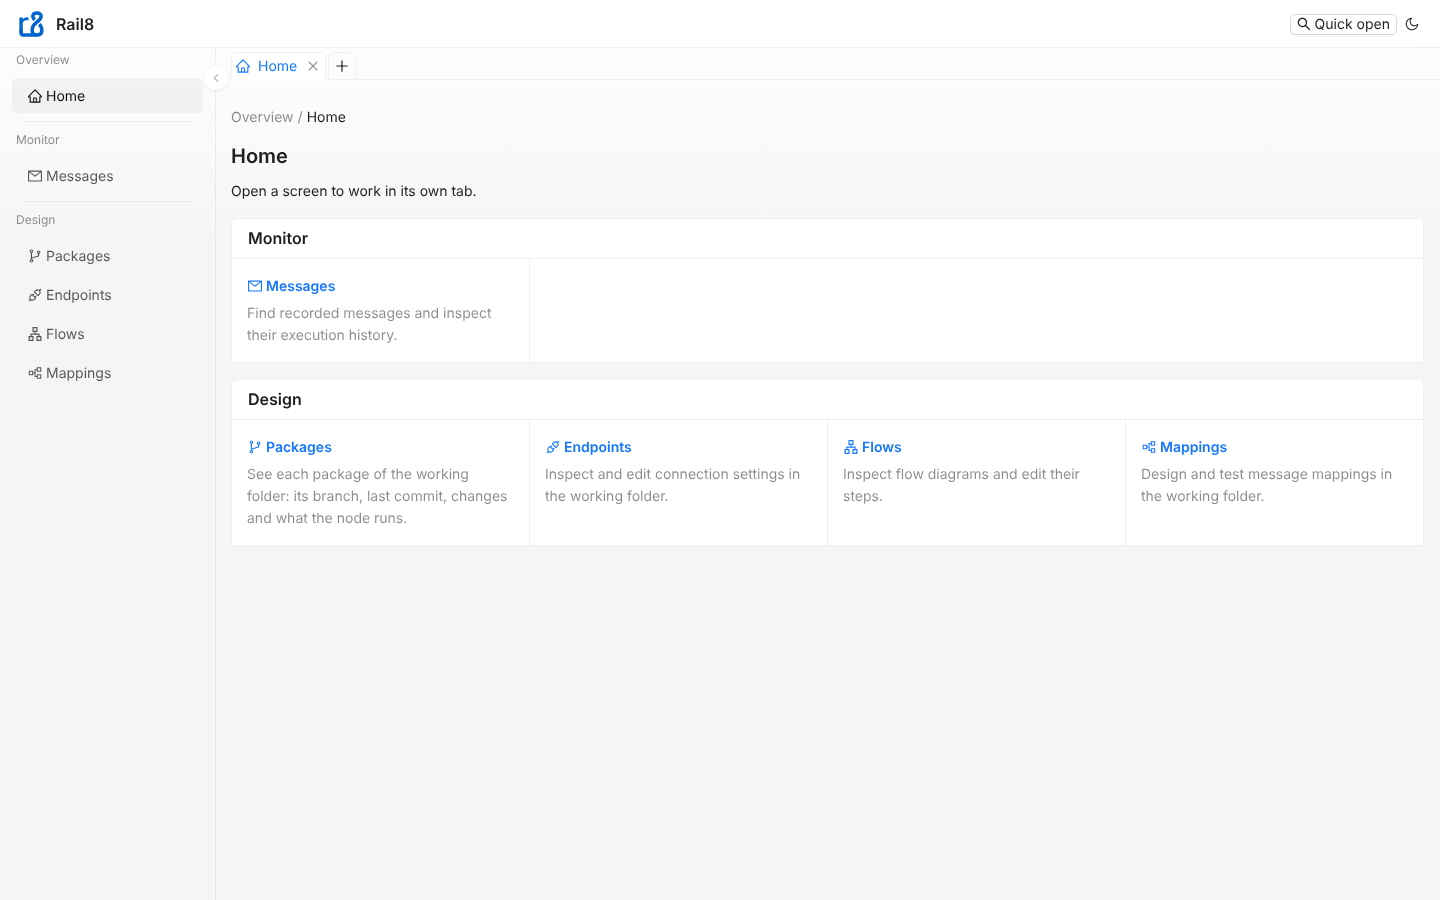 r8 Rail8
Quick open
Overview
Home
Monitor
Messages
Design
Packages
Endpoints
Flows
Mappings
Home
Overview / Home
Home
Open a screen to work in its own tab.
Monitor
Messages
Find recorded messages and inspect
their execution history.
Design
Packages
See each package of the working
folder: its branch, last commit, changes
and what the node runs.
Endpoints
Inspect and edit connection settings in
the working folder.
Flows
Inspect flow diagrams and edit their
steps.
Mappings
Design and test message mappings in
the working folder.